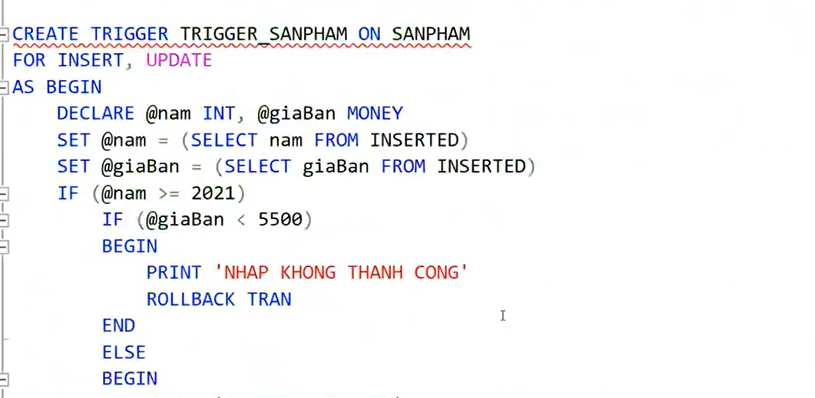 CREATE TRIGGER TRIGGER_SANPHAM ON SANPHAM
FOR INSERT, UPDATE
AS BEGIN
DECLARE @nam INT, @giaBan MONEY
SET @nam = (SELECT nam FROM INSERTED)
SET @giaBan = (SELECT giaBan FROM INSERTED)
IF (@nam >= 2021)
IF (@giaBan < 5500)
BEGIN
PRINT 'NHAP KHONG THANH CONG'
ROLLBACK TRAN
END
ELSE
BEGIN